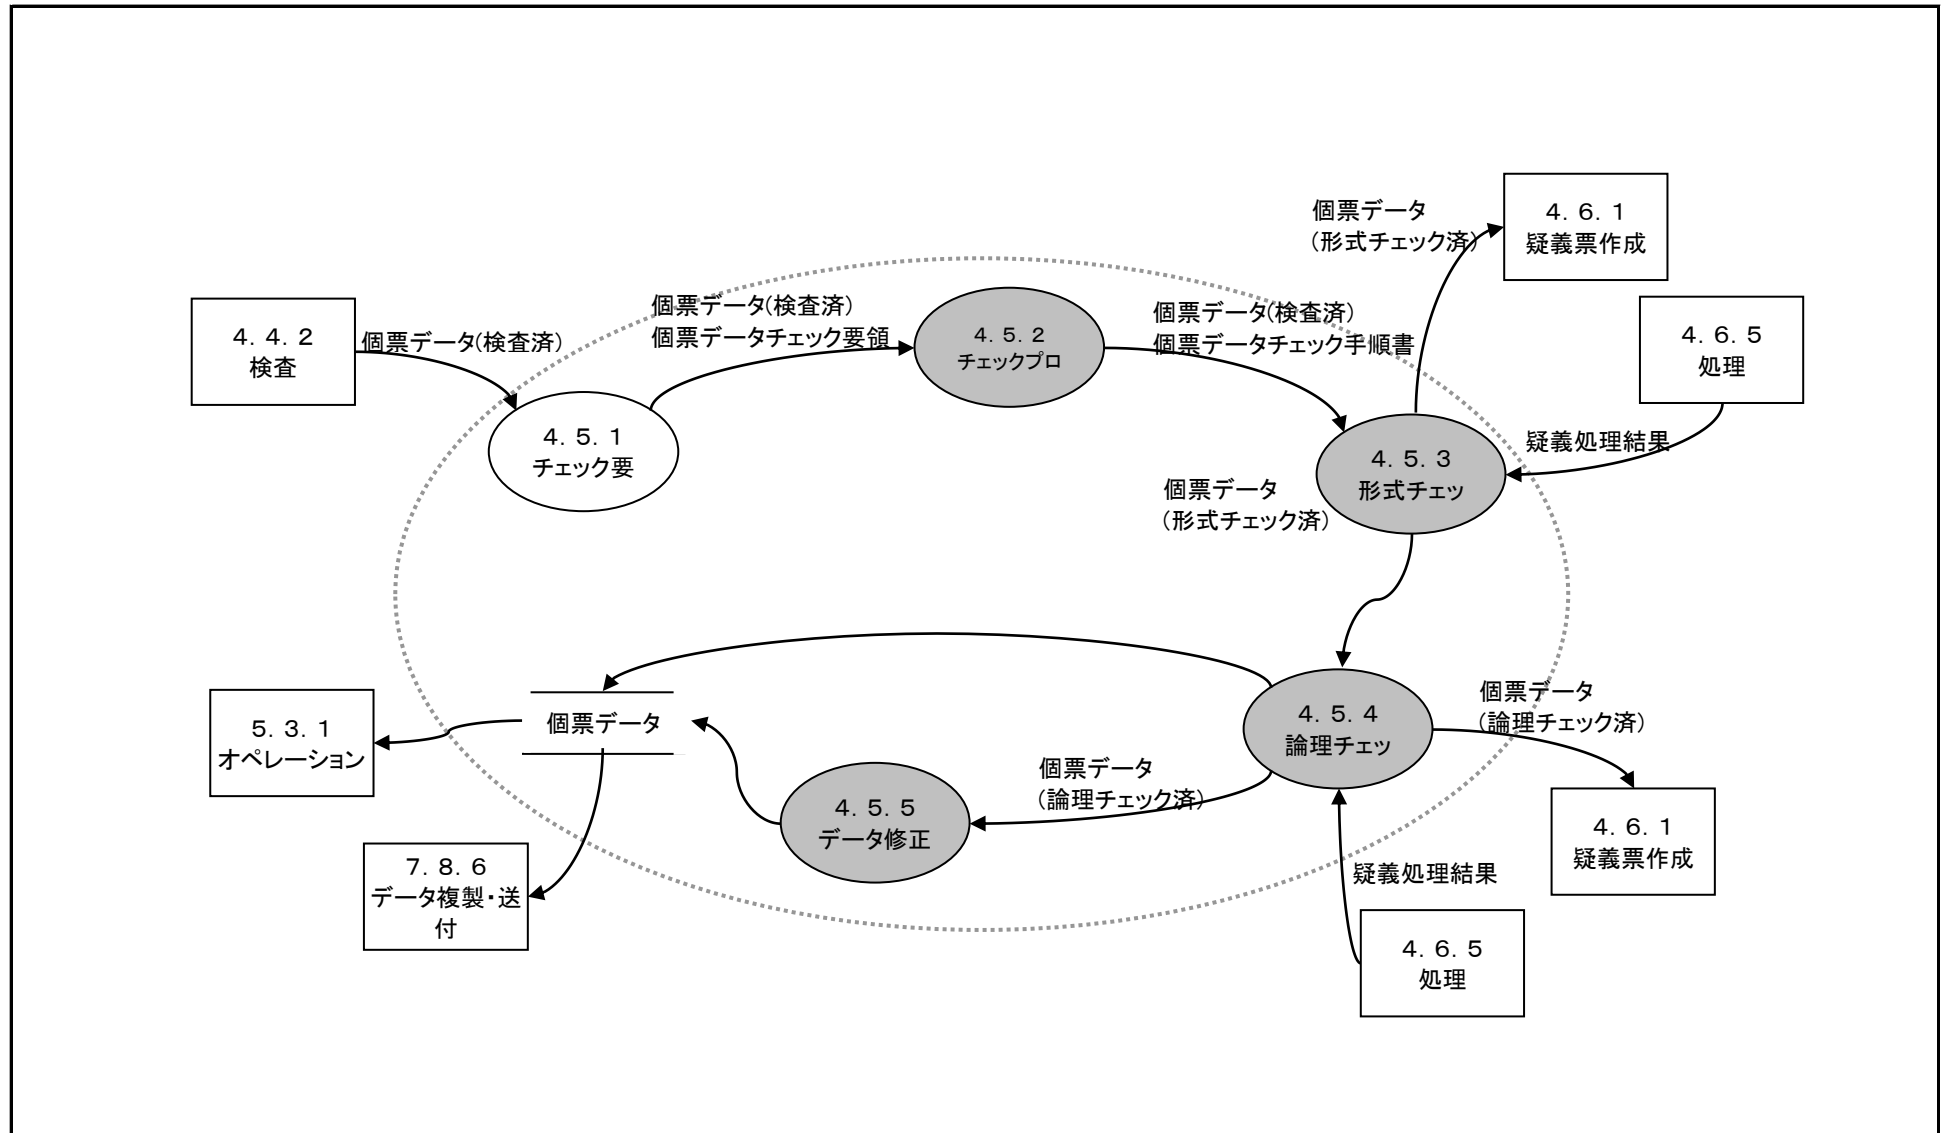 個票データ
(形式チェック済)
4．6．1
疑義票作成
4．4．2
検査
個票データ(検査済)
個票データ(検査済)
個票データチェック要領
4．5．2
チェックプロ
個票データ(検査済)
個票データチェック手順書
4．6．5
処理
4．5．1
チェック要
4．5．3
形式チェッ
疑義処理結果
個票データ
(形式チェック済)
5．3．1
オペレーション
個票データ
4．5．4
論理チェッ
個票データ
(論理チェック済)
個票データ
(論理チェック済)
4．5．5
データ修正
4．6．1
疑義票作成
7．8．6
データ複製・送
付
疑義処理結果
4．6．5
処理